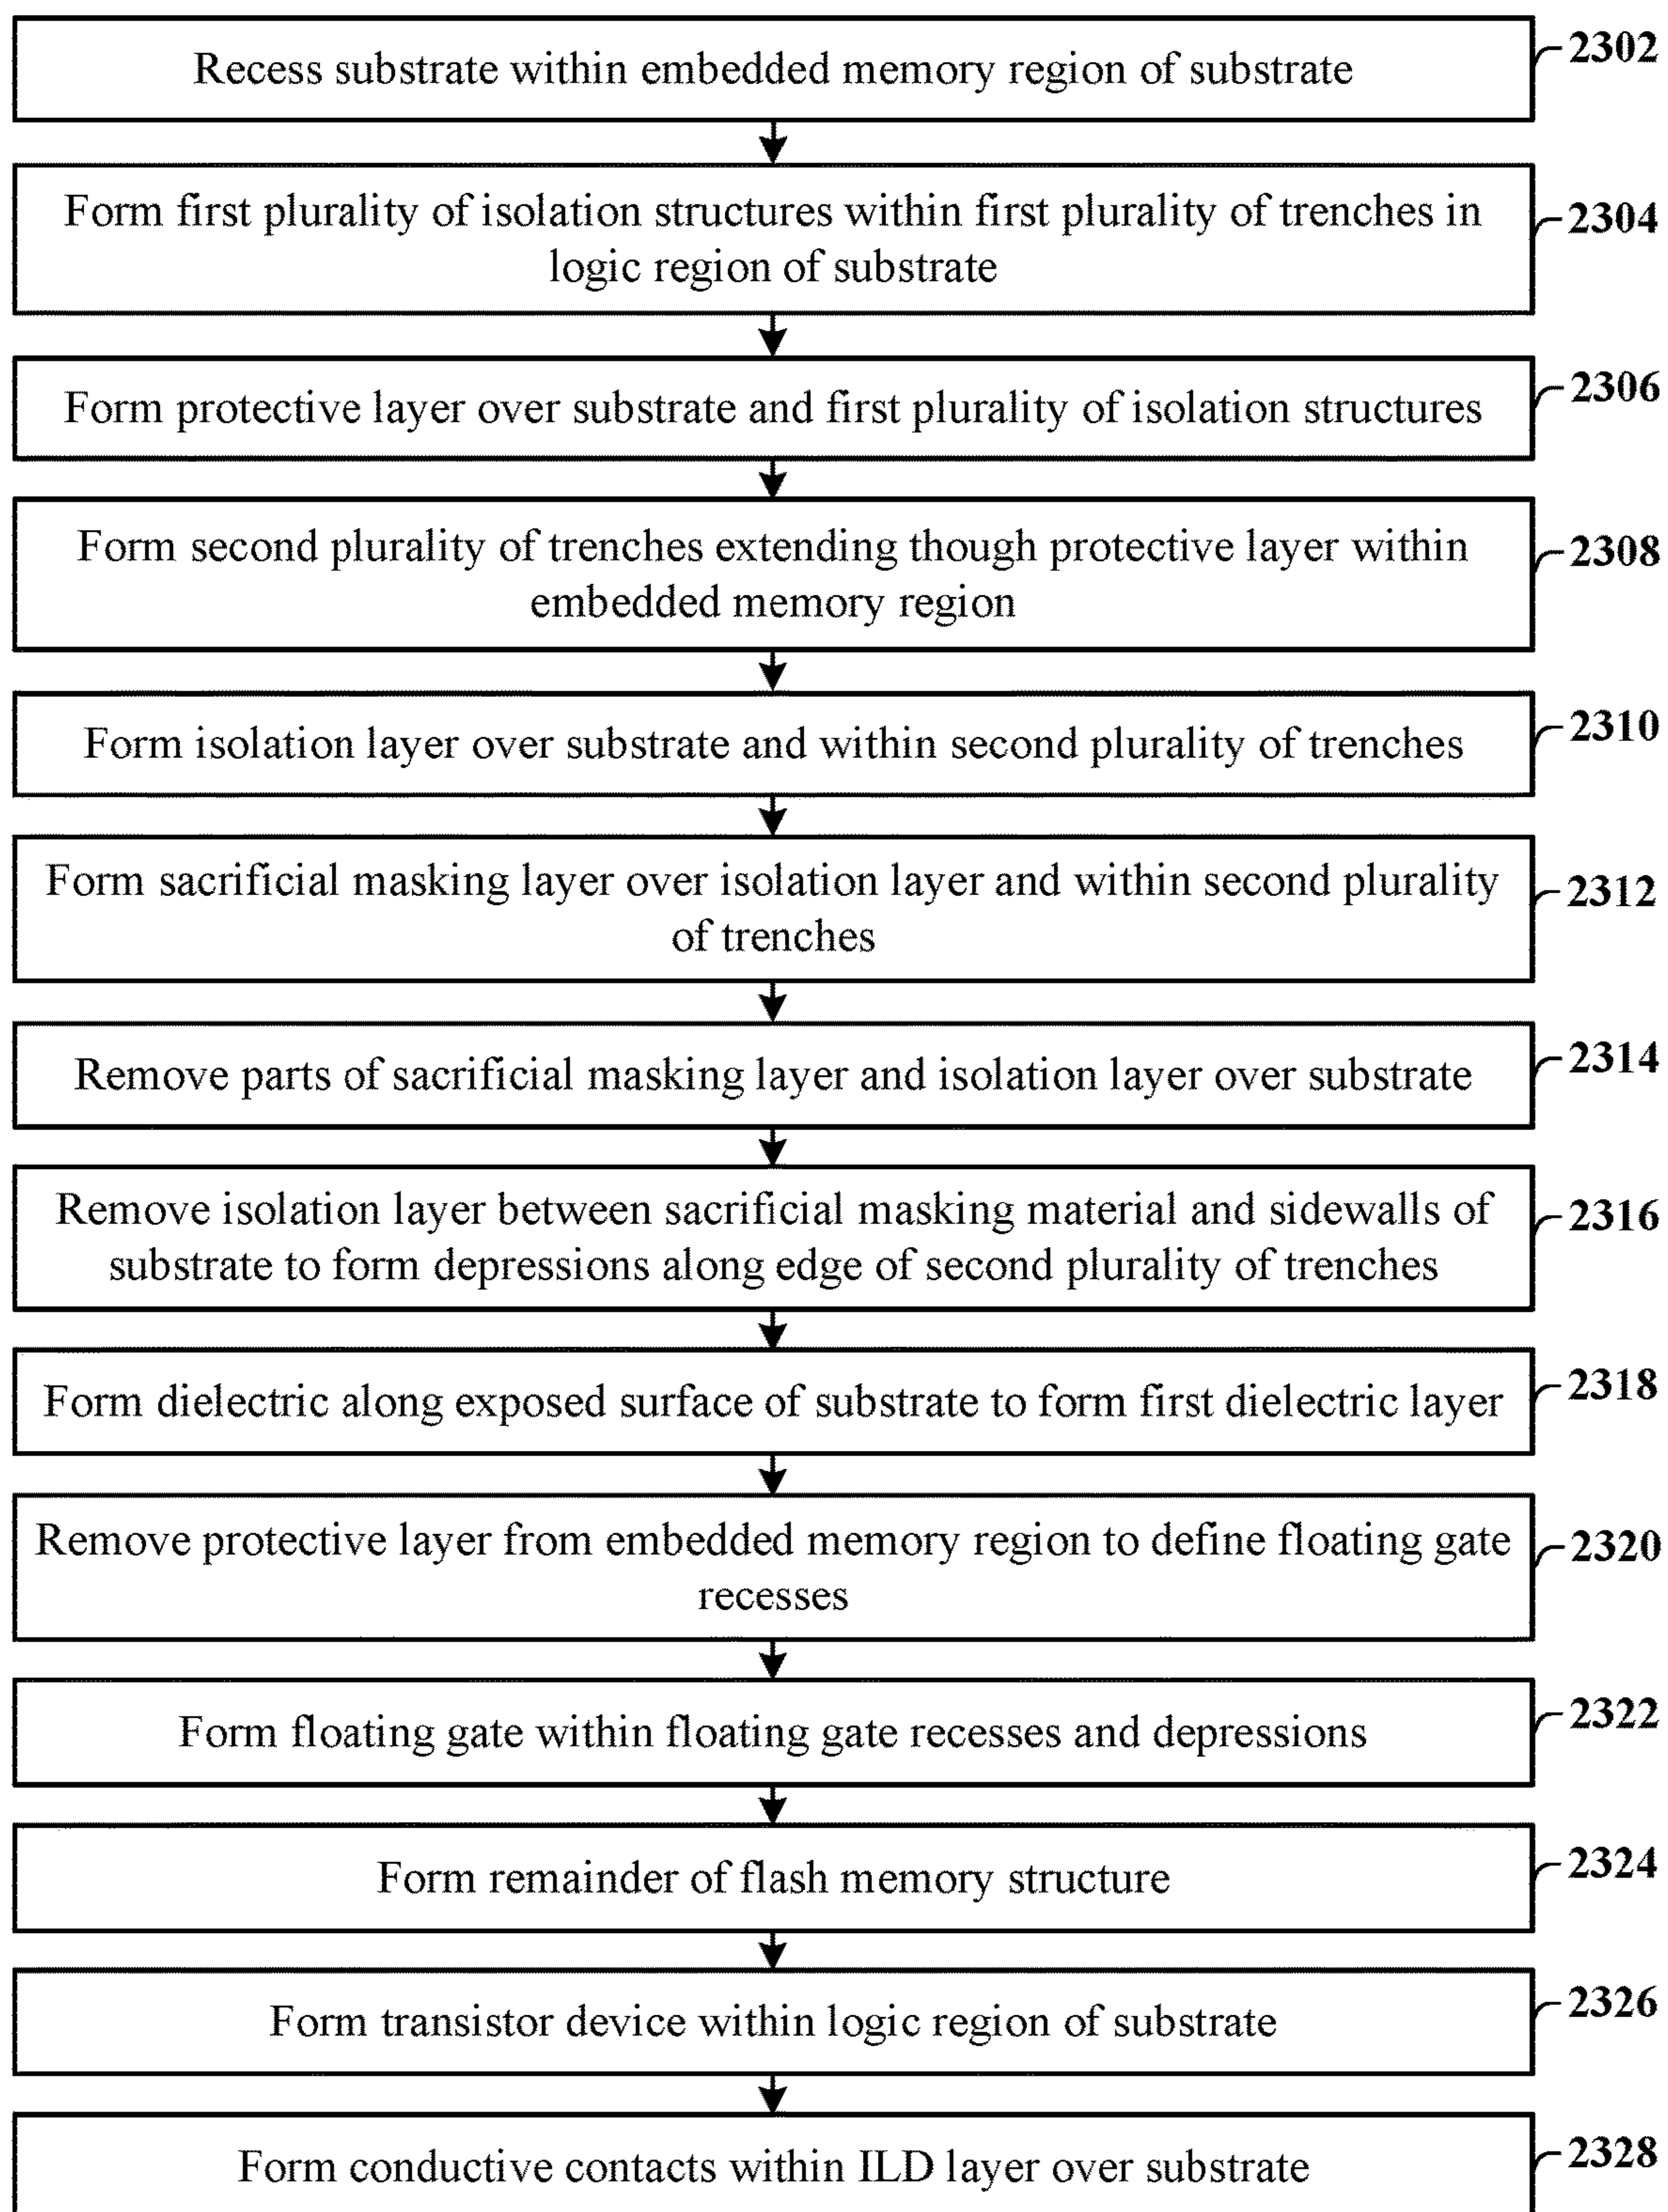 Recess substrate within embedded memory region of substrate
2302
Form first plurality of isolation structures within first plurality of trenches in
logic region of substrate
2304
Form protective layer over substrate and first plurality of isolation structures
2306
Form second plurality of trenches extending though protective layer within
embedded memory region
2308
Form isolation layer over substrate and within second plurality of trenches
2310
Form sacrificial masking layer over isolation layer and within second plurality
of trenches
2312
Remove parts of sacrificial masking layer and isolation layer over substrate
2314
Remove isolation layer between sacrificial masking material and sidewalls of
substrate to form depressions along edge of second plurality of trenches
2316
Form dielectric along exposed surface of substrate to form first dielectric layer
2318
Remove protective layer from embedded memory region to define floating gate
recesses
2320
Form floating gate within floating gate recesses and depressions
2322
Form remainder of flash memory structure
2324
Form transistor device within logic region of substrate
2326
Form conductive contacts within ILD layer over substrate
2328